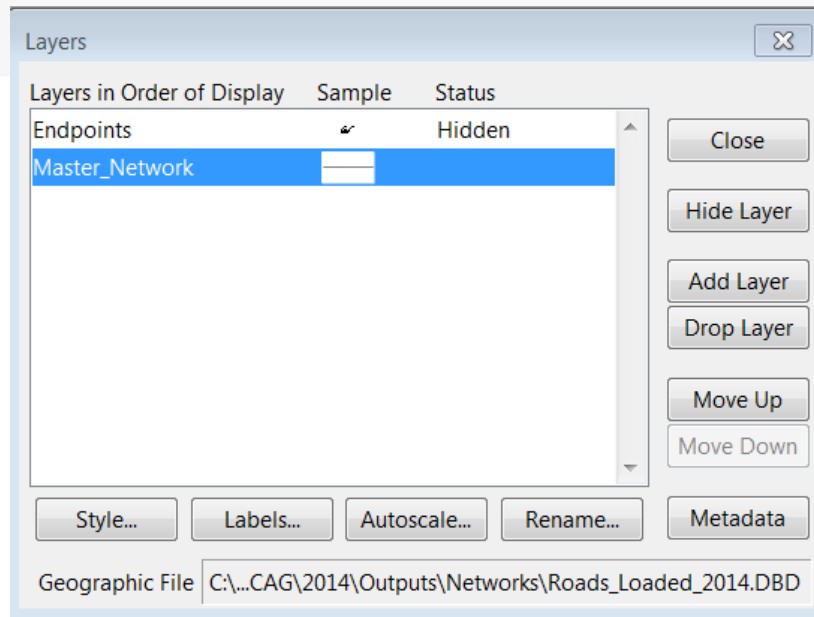 Layers
Layers in Order of Display Sample Status
Endpoints Hidden
Master_Network
Close
Hide Layer
Add Layer
Drop Layer
Move Up
Move Down
Style... Labels... Autoscale... Rename... Metadata
Geographic File C:\...CAG\2014\Outputs\Networks\Roads_Loaded_2014.DBD